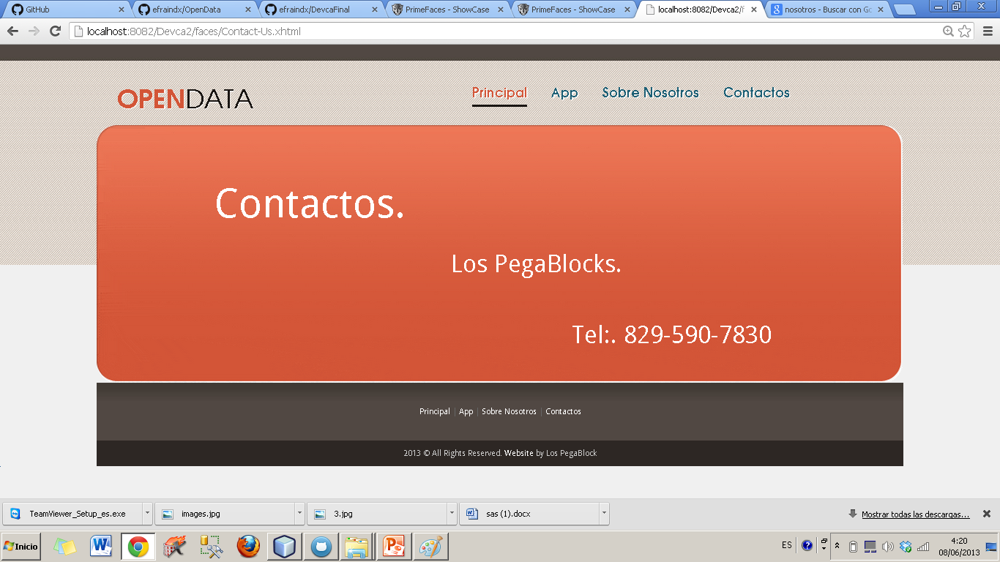 GitHub
efraindx/OpenData
efraindx/DevcaFinal
PrimeFaces - ShowCase
PrimeFaces - ShowCase
localhost:8082/Devca2/f
nosotros - Buscar con Go
localhost:8082/Devca2/faces/Contact-Us.xhtml
OPENDATA
Principal App Sobre Nosotros Contactos
Contactos.
Los PegaBlocks.
Tel:. 829-590-7830
Principal | App | Sobre Nosotros | Contactos
2013 © All Rights Reserved. Website by Los PegaBlock
TeamViewer_Setup_es.exe
images.jpg
3.jpg
sas (1).docx
Mostrar todas las descargas...
Inicio
ES
4:20
08/06/2013